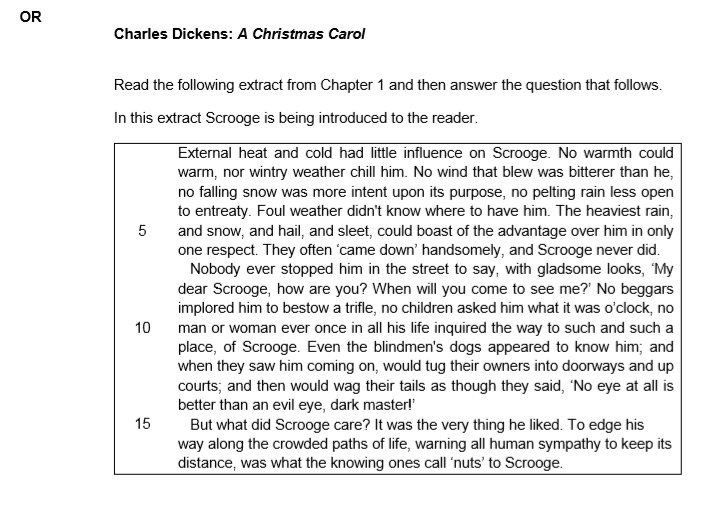 OR
Charles Dickens: A Christmas Carol
Read the following extract from Chapter 1 and then answer the question that follows.
In this extract Scrooge is being introduced to the reader.
External heat and cold had little influence on Scrooge. No warmth could
warm, nor wintry weather chill him. No wind that blew was bitterer than he,
no falling snow was more intent upon its purpose, no pelting rain less open
to entreaty. Foul weather didn't know where to have him. The heaviest rain,
5 and snow, and hail, and sleet, could boast of the advantage over him in only
one respect. They often 'came down' handsomely, and Scrooge never did.
Nobody ever stopped him in the street to say, with gladsome looks, 'My
dear Scrooge, how are you? When will you come to see me?' No beggars
implored him to bestow a trifle, no children asked him what it was o'clock, no
10 man or woman ever once in all his life inquired the way to such and such a
place, of Scrooge. Even the blindmen's dogs appeared to know him; and
when they saw him coming on, would tug their owners into doorways and up
courts; and then would wag their tails as though they said, 'No eye at all is
better than an evil eye, dark master!'
15 But what did Scrooge care? It was the very thing he liked. To edge his
way along the crowded paths of life, warning all human sympathy to keep its
distance, was what the knowing ones call 'nuts' to Scrooge.